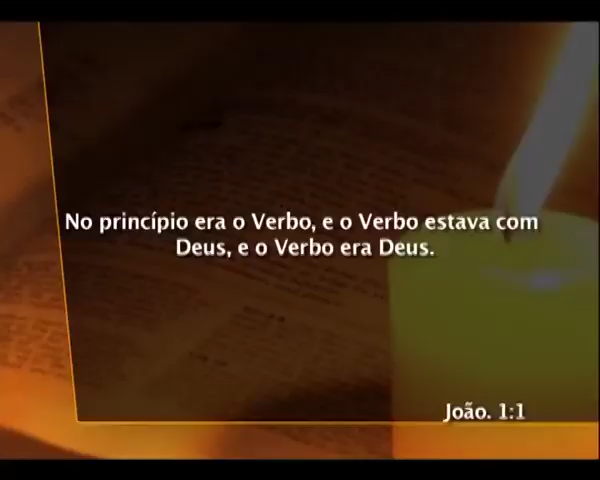 No princípio era o Verbo, e o Verbo estava com
Deus, e o Verbo era Deus.
João. 1:1